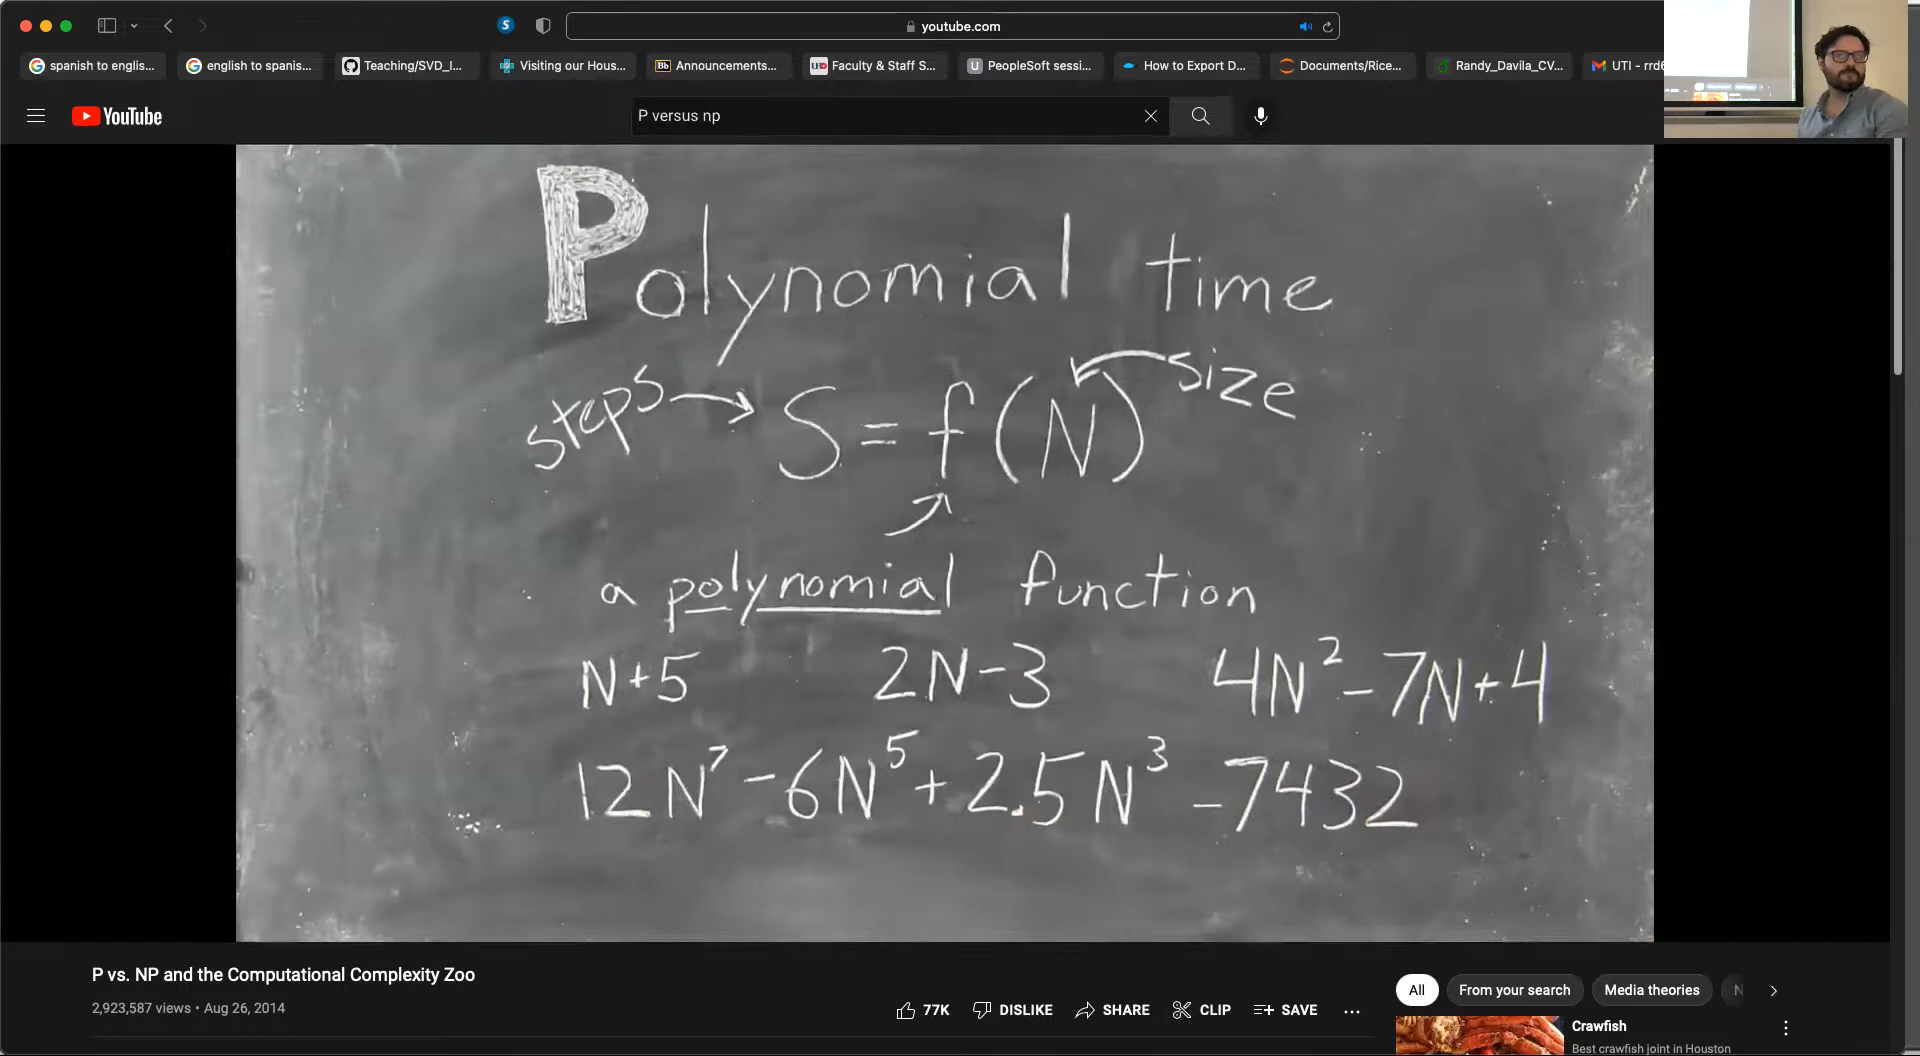 youtube.com
spanish to englis...
english to spanis...
Teaching/SVD_I...
Visiting our Hous...
Announcements...
Faculty & Staff S...
PeopleSoft sessi...
How to Export D...
Documents/Rice...
Randy_Davila_CV...
UTI - rrd6
YouTube
P versus np
Polynomial time
steps → S = f(N) size
a polynomial function
N+5 2N-3 4N² - 7N + 4
12N⁷ - 6N⁵ + 2.5N³ - 7432
P vs. NP and the Computational Complexity Zoo
2,923,587 views • Aug 26, 2014
77K DISLIKE SHARE CLIP SAVE ...
All From your search Media theories N
Crawfish
Best crawfish joint in Houston